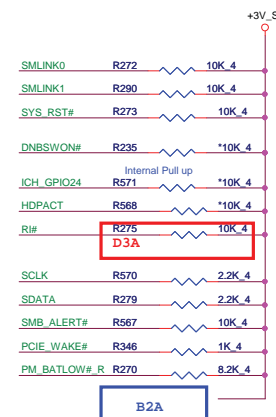 +3V_S
SMLINK0 R272 10K_4
SMLINK1 R290 10K_4
SYS_RST# R273 10K_4
DNBSWON# R235 *10K_4
Internal Pull up
ICH_GPIO24 R571 *10K_4
HDPACT R568 *10K_4
RI# R275 10K_4
D3A
SCLK R570 2.2K_4
SDATA R279 2.2K_4
SMB_ALERT# R567 10K_4
PCIE_WAKE# R346 1K_4
PM_BATLOW#_R R270 8.2K_4
B2A